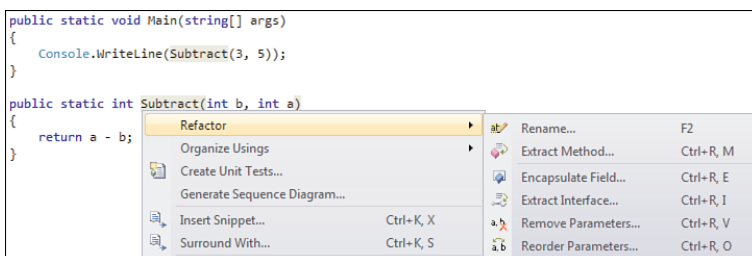 public static void Main(string[] args)
{
    Console.WriteLine(Subtract(3, 5));
}
public static int Subtract(int b, int a)
{
    return a - b;
}
Refactor
Organize Usings
Create Unit Tests...
Generate Sequence Diagram...
Insert Snippet... Ctrl+K, X
Surround With... Ctrl+K, S
Rename... F2
Extract Method... Ctrl+R, M
Encapsulate Field... Ctrl+R, E
Extract Interface... Ctrl+R, I
Remove Parameters... Ctrl+R, V
Reorder Parameters... Ctrl+R, O